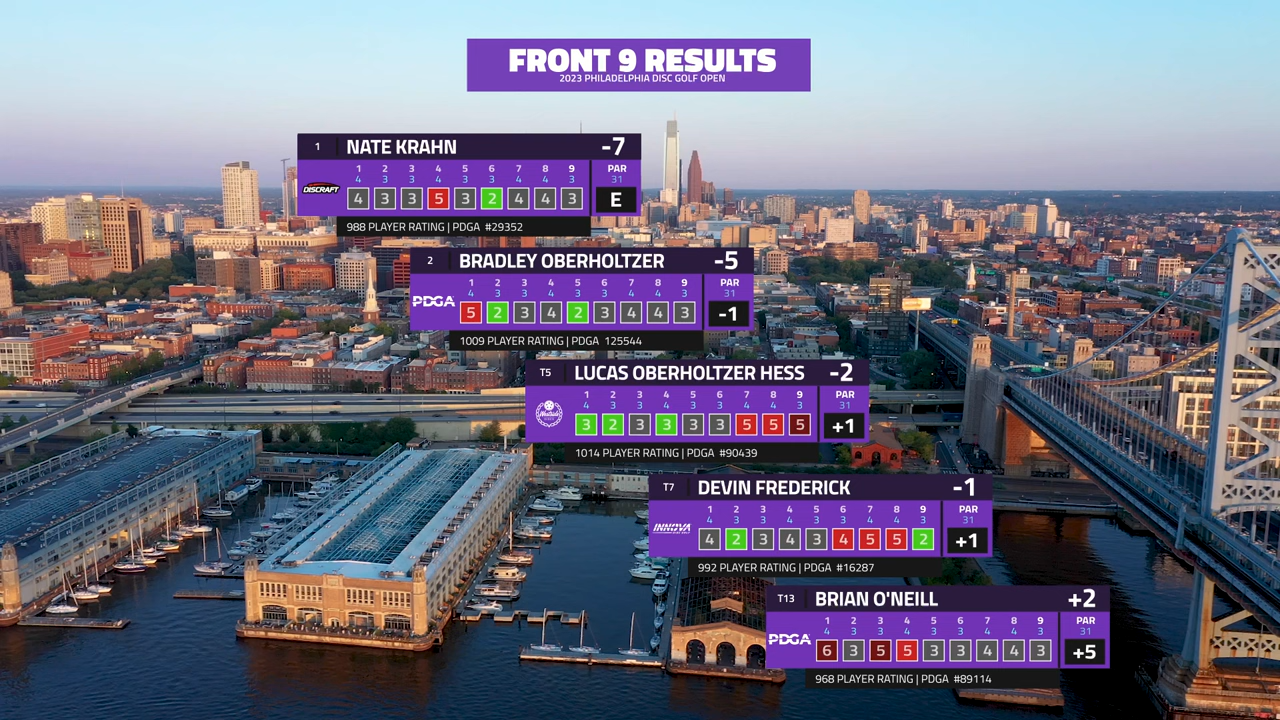 FRONT 9 RESULTS
2023 PHILADELPHIA DISC GOLF OPEN
1 NATE KRAHN -7
1 2 3 4 5 6 7 8 9 PAR
4 3 3 4 3 3 4 4 3 31
DISCRAFT 4 3 3 5 3 2 4 4 3 E
988 PLAYER RATING | PDGA #29352
2 BRADLEY OBERHOLTZER -5
1 2 3 4 5 6 7 8 9 PAR
4 3 3 4 3 3 4 4 3 31
PDGA 5 2 3 4 2 3 4 4 3 -1
1009 PLAYER RATING | PDGA 125544
T5 LUCAS OBERHOLTZER HESS -2
1 2 3 4 5 6 7 8 9 PAR
4 3 3 4 3 3 4 4 3 31
3 2 3 3 3 3 5 5 5 +1
1014 PLAYER RATING | PDGA #90439
T7 DEVIN FREDERICK -1
1 2 3 4 5 6 7 8 9 PAR
4 3 3 4 3 3 4 4 3 31
INNOVA 4 2 3 4 3 4 5 5 2 +1
992 PLAYER RATING | PDGA #16287
T13 BRIAN O'NEILL +2
1 2 3 4 5 6 7 8 9 PAR
4 3 3 4 3 3 4 4 3 31
PDGA 6 3 5 5 3 3 4 4 3 +5
968 PLAYER RATING | PDGA #89114